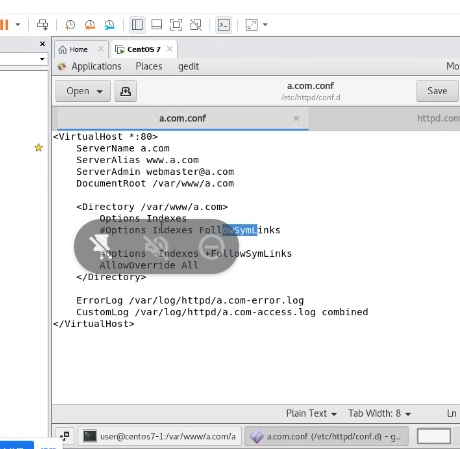 Home
CentOS 7
Applications Places gedit Mo
Open
a.com.conf
/etc/httpd/conf.d
Save
a.com.conf
httpd.con
<VirtualHost *:80>
ServerName a.com
ServerAlias www.a.com
ServerAdmin webmaster@a.com
DocumentRoot /var/www/a.com
<Directory /var/www/a.com>
Options Indexes
#Options Indexes FollowSymLinks
#Options -Indexes +FollowSymLinks
AllowOverride All
</Directory>
ErrorLog /var/log/httpd/a.com-error.log
CustomLog /var/log/httpd/a.com-access.log combined
</VirtualHost>
Plain Text Tab Width: 8 Ln
user@centos7-1:/var/www/a.com/a
a.com.conf (/etc/httpd/conf.d) - g...